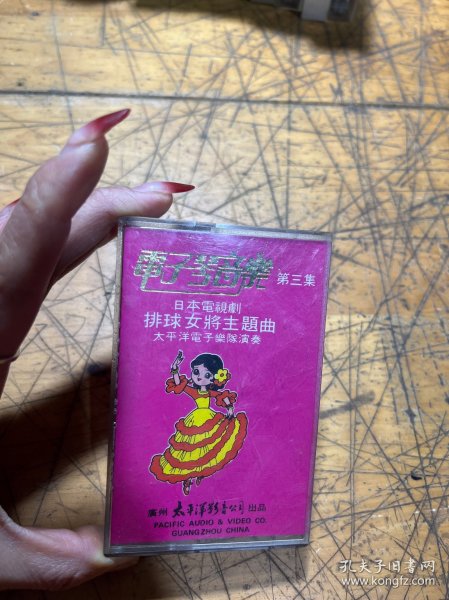 電子音樂 第三集
日本電視劇
排球女將主題曲
太平洋電子樂隊演奏
廣州 太平洋影音公司 出品
PACIFIC AUDIO & VIDEO CO.
GUANGZHOU CHINA
孔夫子旧书网
www.kongfz.com